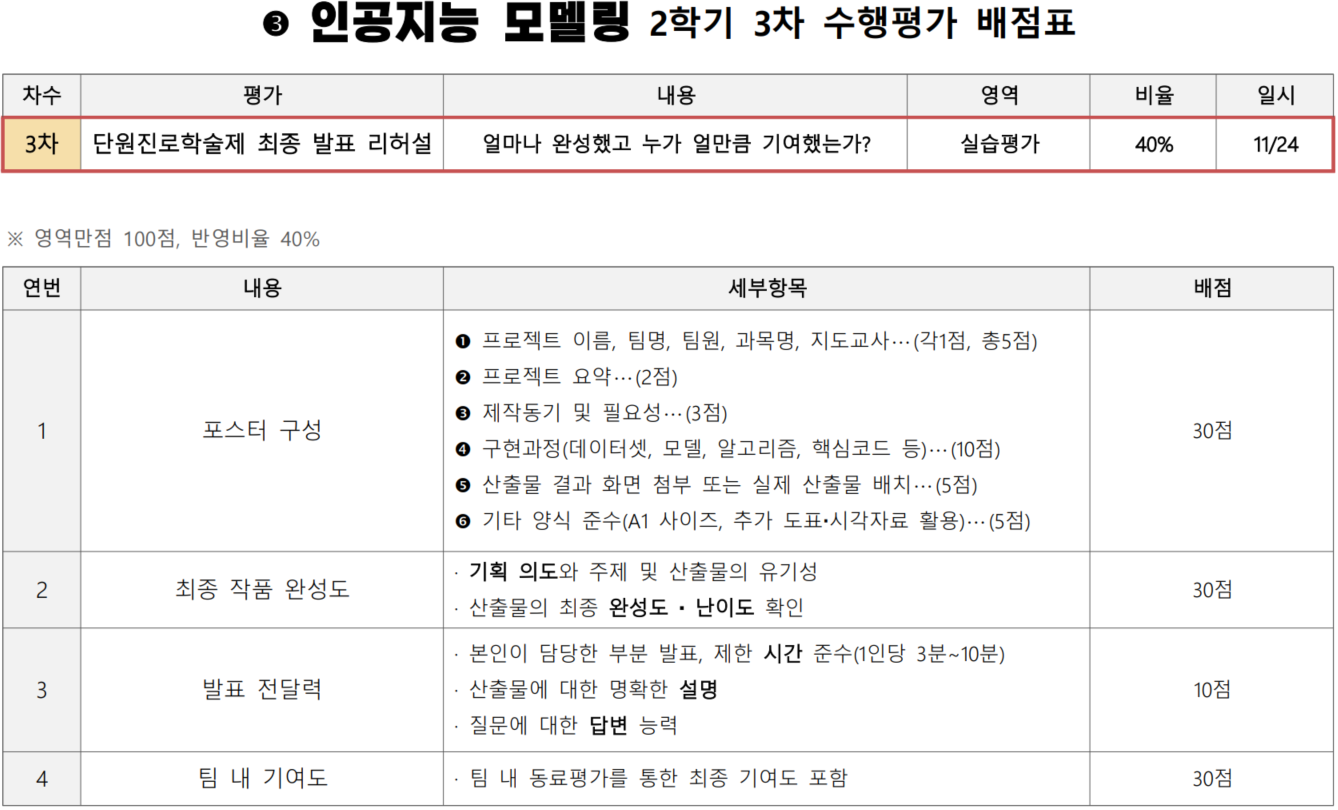 ❸ 인공지능 모델링 2학기 3차 수행평가 배점표
차수 평가 내용 영역 비율 일시
3차 단원진로학술제 최종 발표 리허설 얼마나 완성했고 누가 얼만큼 기여했는가? 실습평가 40% 11/24
※ 영역만점 100점, 반영비율 40%
연번 내용 세부항목 배점
1 포스터 구성 30점
❶ 프로젝트 이름, 팀명, 팀원, 과목명, 지도교사…(각1점, 총5점)
❷ 프로젝트 요약…(2점)
❸ 제작동기 및 필요성…(3점)
❹ 구현과정(데이터셋, 모델, 알고리즘, 핵심코드 등)…(10점)
❺ 산출물 결과 화면 첨부 또는 실제 산출물 배치…(5점)
❻ 기타 양식 준수(A1 사이즈, 추가 도표•시각자료 활용)…(5점)
2 최종 작품 완성도 30점
· 기획 의도와 주제 및 산출물의 유기성
· 산출물의 최종 완성도・난이도 확인
3 발표 전달력 10점
· 본인이 담당한 부분 발표, 제한 시간 준수(1인당 3분~10분)
· 산출물에 대한 명확한 설명
· 질문에 대한 답변 능력
4 팀 내 기여도 · 팀 내 동료평가를 통한 최종 기여도 포함 30점